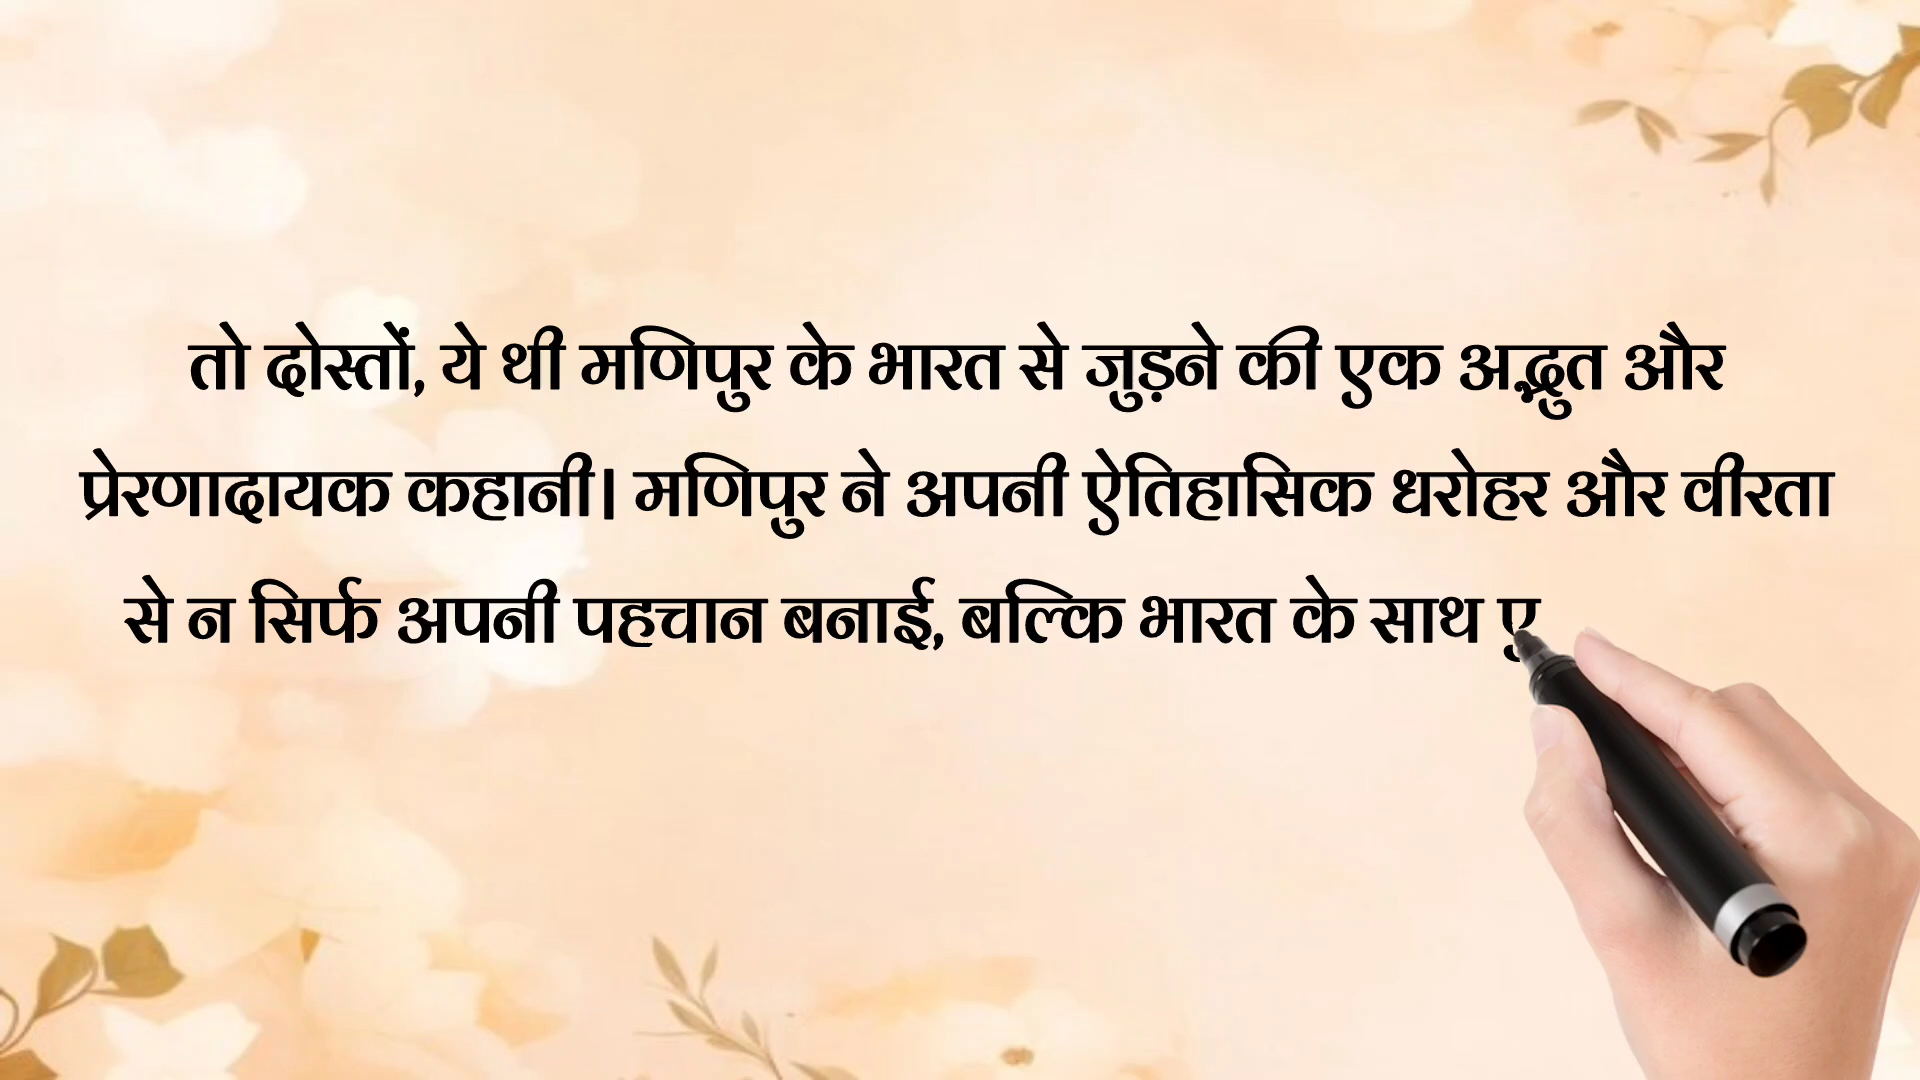 तो दोस्तों, ये थी मणिपुर के भारत से जुड़ने की एक अद्भुत और
प्रेरणादायक कहानी। मणिपुर ने अपनी ऐतिहासिक धरोहर और वीरता
से न सिर्फ अपनी पहचान बनाई, बल्कि भारत के साथ ए